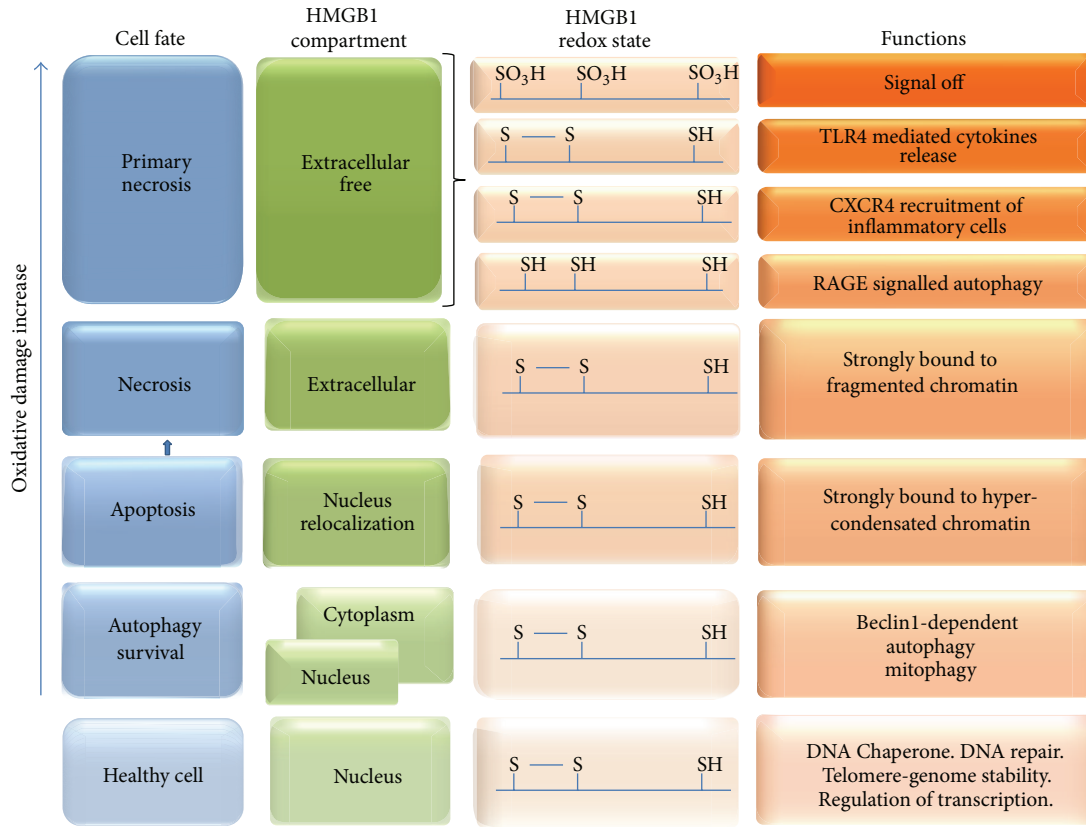 Cell fate
HMGB1
compartment
HMGB1
redox state
Functions
Oxidative damage increase
Primary
necrosis
Extracellular
free
SO₃H SO₃H SO₃H
Signal off
S S SH
TLR4 mediated cytokines
release
S S SH
CXCR4 recruitment of
inflammatory cells
SH SH SH
RAGE signalled autophagy
Necrosis
Extracellular
S S SH
Strongly bound to
fragmented chromatin
Apoptosis
Nucleus
relocalization
S S SH
Strongly bound to hyper-
condensated chromatin
Autophagy
survival
Cytoplasm
Nucleus
S S SH
Beclin1-dependent
autophagy
mitophagy
Healthy cell
Nucleus
S S SH
DNA Chaperone. DNA repair.
Telomere-genome stability.
Regulation of transcription.